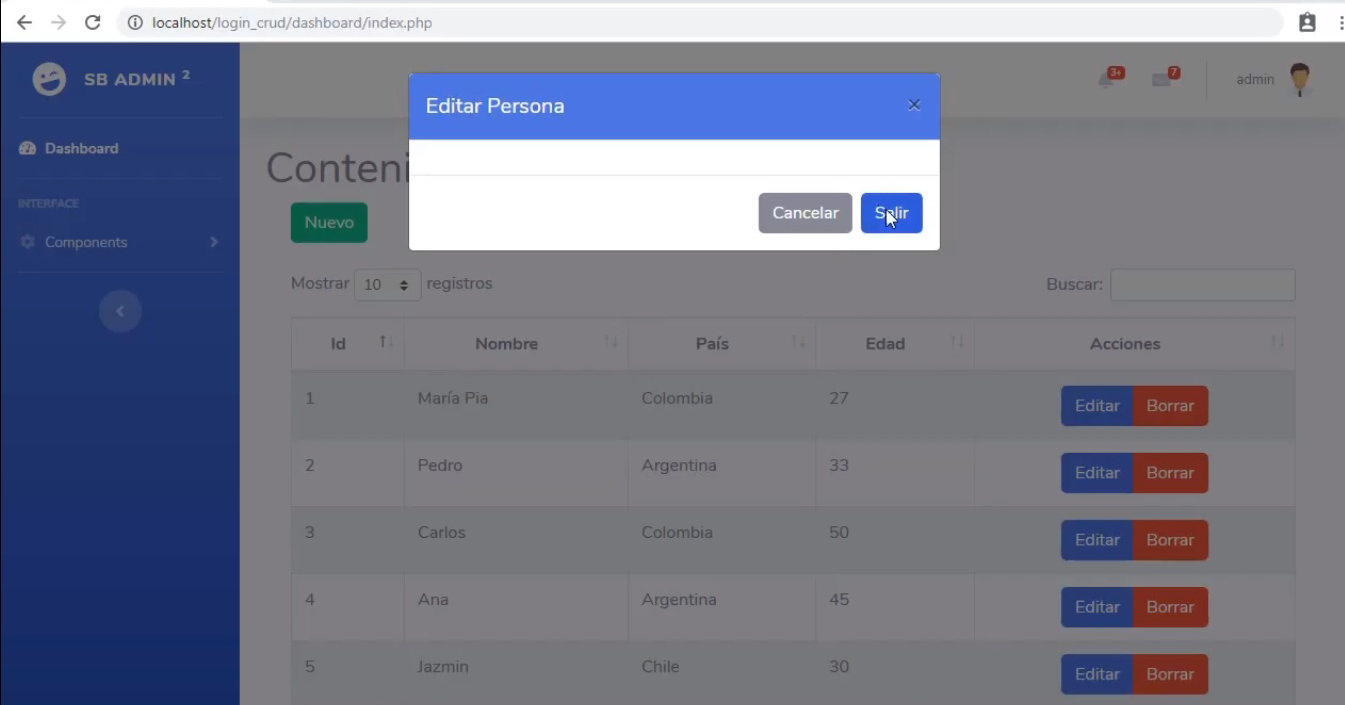 localhost/login_crud/dashboard/index.php
SB ADMIN 2
Dashboard
INTERFACE
Components
3+
7
admin
Editar Persona
×
Cancelar
Salir
Conteni
Nuevo
Mostrar 10 registros
Buscar:
Id Nombre País Edad Acciones
1 María Pia Colombia 27 Editar Borrar
2 Pedro Argentina 33 Editar Borrar
3 Carlos Colombia 50 Editar Borrar
4 Ana Argentina 45 Editar Borrar
5 Jazmin Chile 30 Editar Borrar